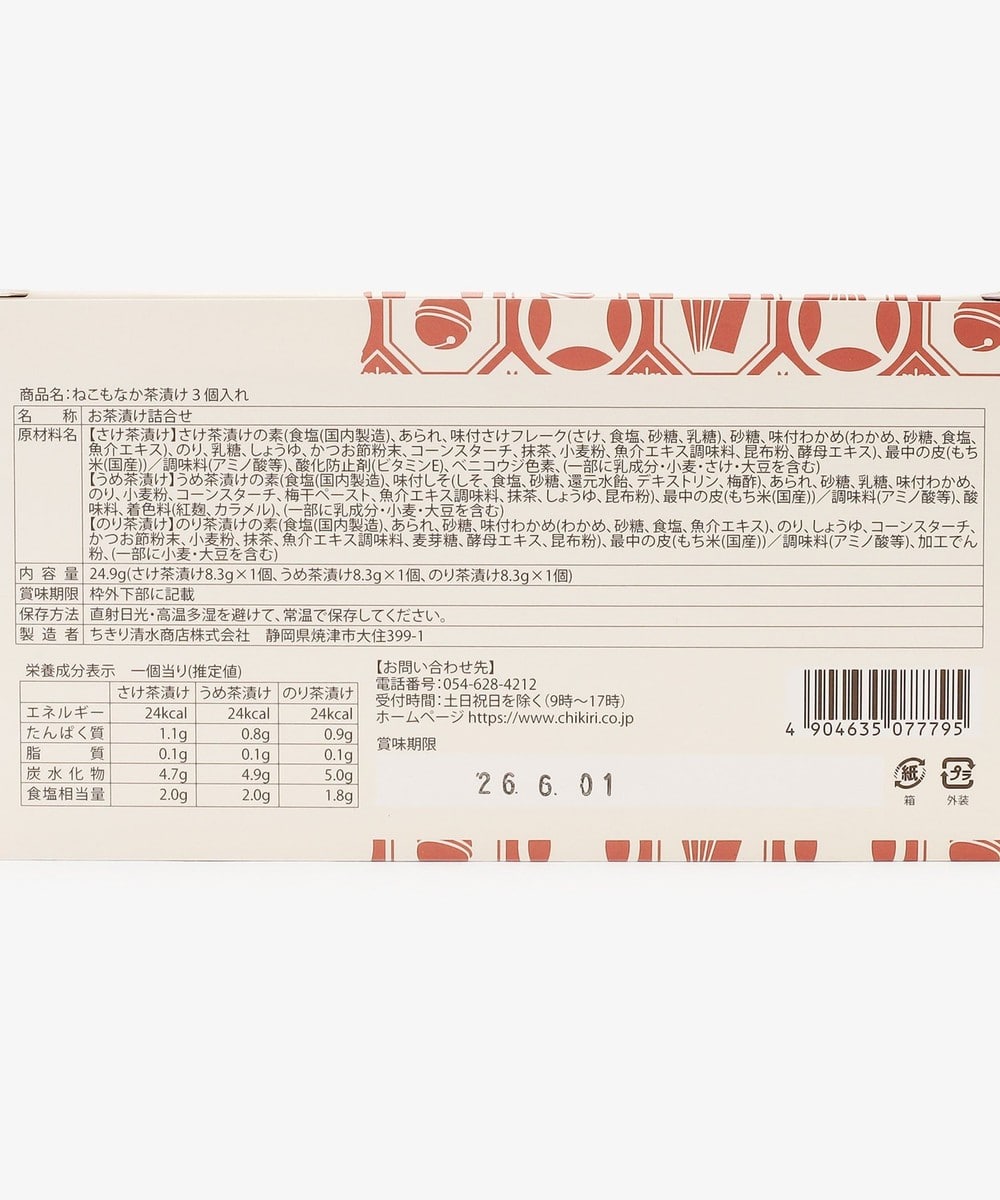 商品名：ねこもなか茶漬け３個入れ
名称 お茶漬け詰合せ
原材料名 【さけ茶漬け】さけ茶漬けの素(食塩(国内製造)、あられ、味付さけフレーク(さけ、食塩、砂糖、乳糖)、砂糖、味付わかめ(わかめ、砂糖、食塩、
魚介エキス)、のり、乳糖、しょうゆ、かつお節粉末、コーンスターチ、抹茶、小麦粉、魚介エキス調味料、昆布粉、酵母エキス)、最中の皮(もち
米(国産))／調味料(アミノ酸等)、酸化防止剤(ビタミンE)、ベニコウジ色素、(一部に乳成分・小麦・さけ・大豆を含む)
【うめ茶漬け】うめ茶漬けの素(食塩(国内製造)、味付しそ(しそ、食塩、砂糖、還元水飴、デキストリン、梅酢)、あられ、砂糖、乳糖、味付わかめ、
のり、小麦粉、コーンスターチ、梅干ペースト、魚介エキス調味料、抹茶、しょうゆ、昆布粉)、最中の皮(もち米(国産))／調味料(アミノ酸等)、酸
味料、着色料(紅麹、カラメル)、(一部に乳成分・小麦・大豆を含む)
【のり茶漬け】のり茶漬けの素(食塩(国内製造)、あられ、砂糖、味付わかめ(わかめ、砂糖、食塩、魚介エキス)、のり、しょうゆ、コーンスターチ、
かつお節粉末、小麦粉、抹茶、魚介エキス調味料、麦芽糖、酵母エキス、昆布粉)、最中の皮(もち米(国産))／調味料(アミノ酸等)、加工でん
粉、(一部に小麦・大豆を含む)
内容量 24.9g(さけ茶漬け8.3g×1個、うめ茶漬け8.3g×1個、のり茶漬け8.3g×1個)
賞味期限 枠外下部に記載
保存方法 直射日光・高温多湿を避けて、常温で保存してください。
製造者 ちきり清水商店株式会社 静岡県焼津市大住399-1
栄養成分表示 一個当り(推定値)
さけ茶漬け うめ茶漬け のり茶漬け
エネルギー 24kcal 24kcal 24kcal
たんぱく質 1.1g 0.8g 0.9g
脂質 0.1g 0.1g 0.1g
炭水化物 4.7g 4.9g 5.0g
食塩相当量 2.0g 2.0g 1.8g
【お問い合わせ先】
電話番号：054-628-4212
受付時間：土日祝日を除く(9時～17時)
ホームページ https://www.chikiri.co.jp
賞味期限
'26. 6. 01
4 904635 077795
紙
箱
プラ
外装